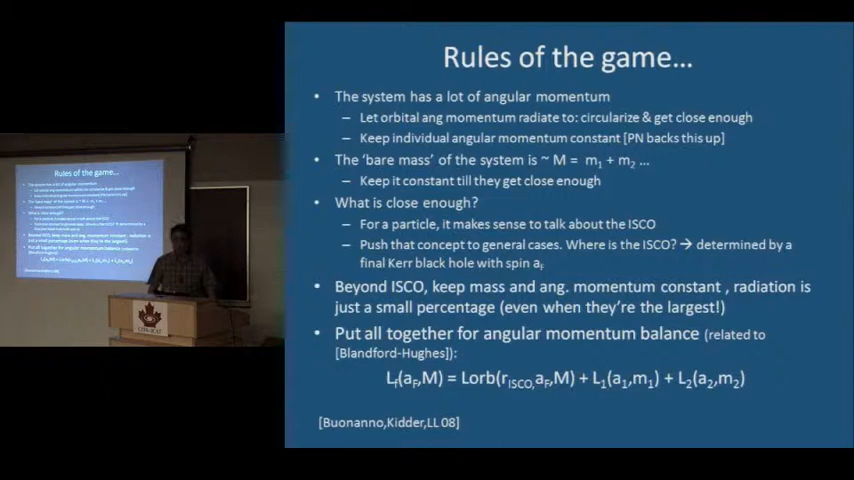 Rules of the game...
• The system has a lot of angular momentum
– Let orbital ang momentum radiate to: circularize & get close enough
– Keep individual angular momentum constant [PN backs this up]
• The 'bare mass' of the system is ~ M = m1 + m2 ...
– Keep it constant till they get close enough
• What is close enough?
– For a particle, it makes sense to talk about the ISCO
– Push that concept to general cases. Where is the ISCO? → determined by a
final Kerr black hole with spin aF
• Beyond ISCO, keep mass and ang. momentum constant , radiation is
just a small percentage (even when they're the largest!)
• Put all together for angular momentum balance (related to
[Blandford-Hughes]):
Lf(aF,M) = Lorb(rISCO,aF,M) + L1(a1,m1) + L2(a2,m2)
[Buonanno,Kidder,LL 08]
Rules of the game...